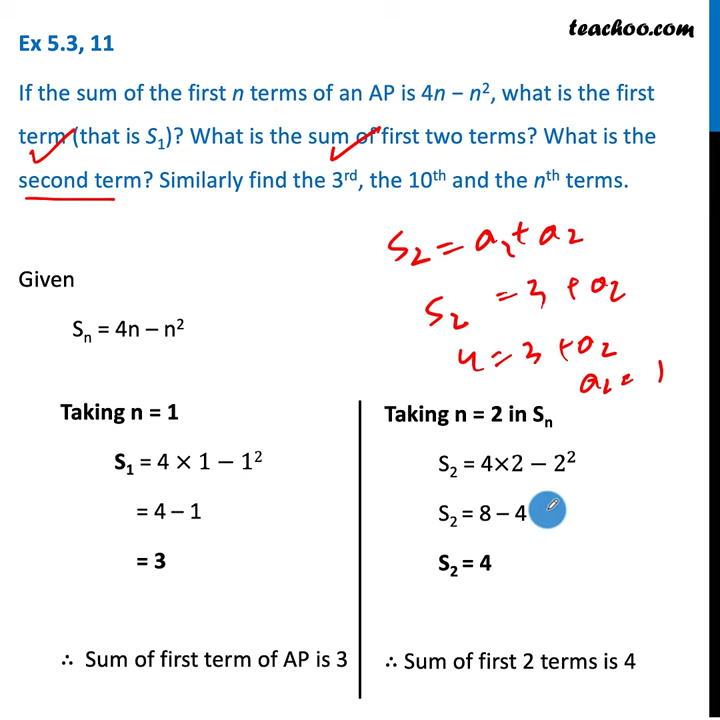 teachoo.com
Ex 5.3, 11
If the sum of the first n terms of an AP is 4n − n², what is the first
term (that is S₁)? What is the sum of first two terms? What is the
second term? Similarly find the 3ʳᵈ, the 10ᵗʰ and the nᵗʰ terms.
S₂ = a₁ + a₂
S₂ = 3 + a₂
4 = 3 + a₂
a₂ = 1
Given
Sₙ = 4n – n²
Taking n = 1
S₁ = 4 × 1 − 1²
= 4 – 1
= 3
∴ Sum of first term of AP is 3
Taking n = 2 in Sₙ
S₂ = 4×2 − 2²
S₂ = 8 – 4
S₂ = 4
∴ Sum of first 2 terms is 4